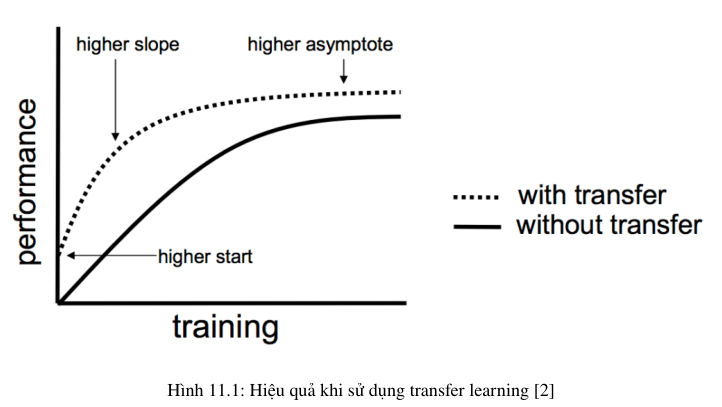 higher slope
higher asymptote
performance
with transfer
without transfer
higher start
training
Hình 11.1: Hiệu quả khi sử dụng transfer learning [2]